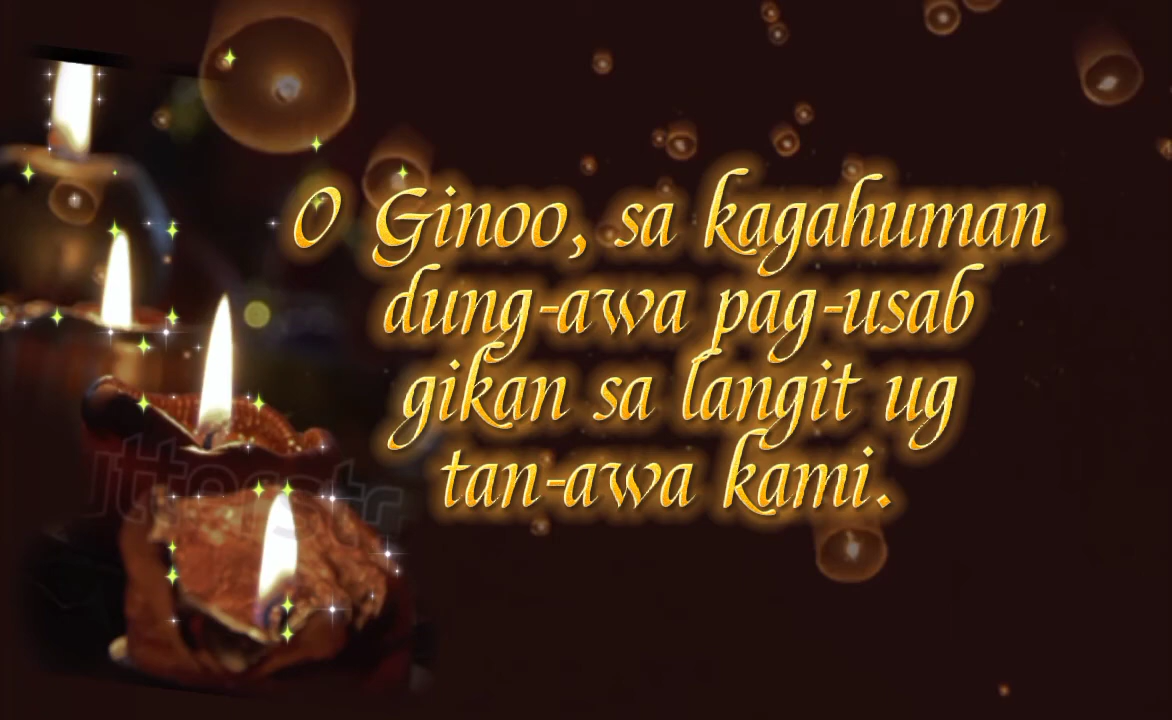 O Ginoo, sa kagahuman
dung-awa pag-usab
gikan sa langit ug
tan-awa kami.